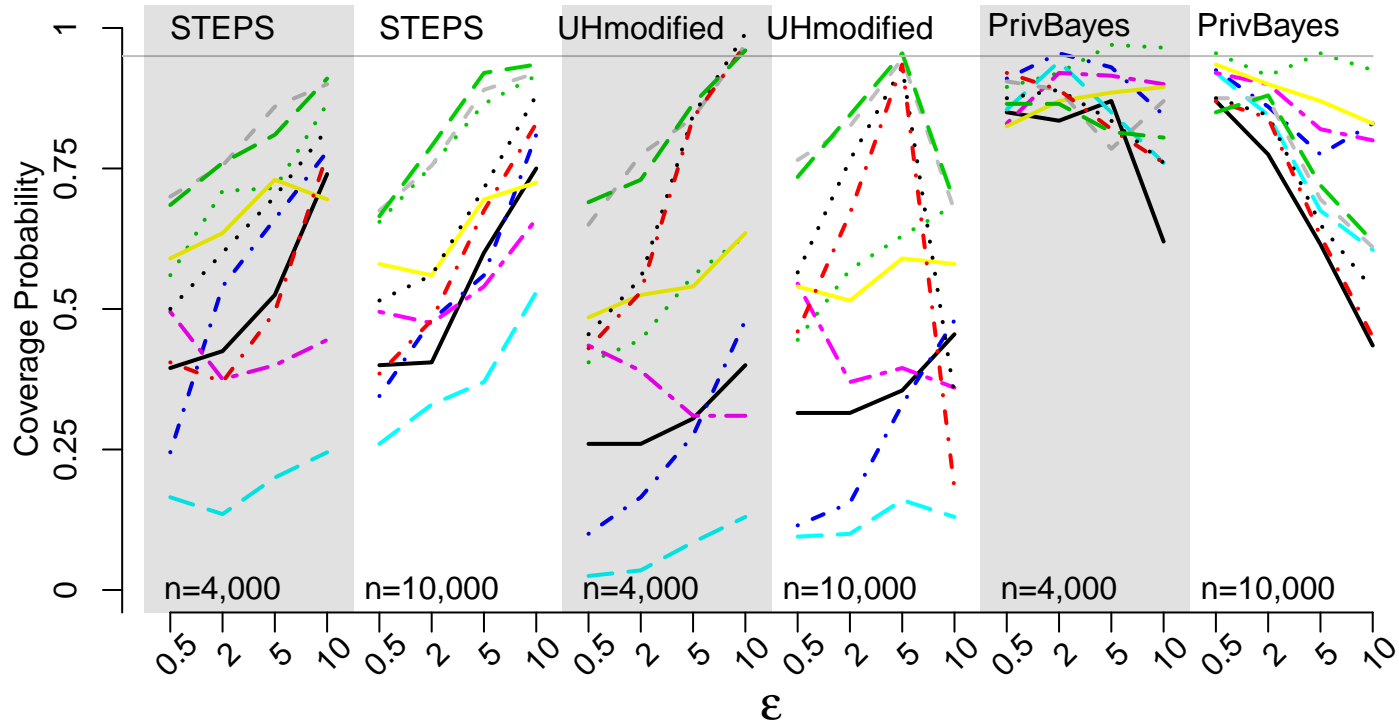 STEPS
STEPS
UHmodified
UHmodified
PrivBayes
PrivBayes
Coverage Probability
1
0.75
0.5
0.25
0
n=4,000
n=10,000
n=4,000
n=10,000
n=4,000
n=10,000
0.5 2 5 10 0.5 2 5 10 0.5 2 5 10 0.5 2 5 10 0.5 2 5 10 0.5 2 5 10
ε